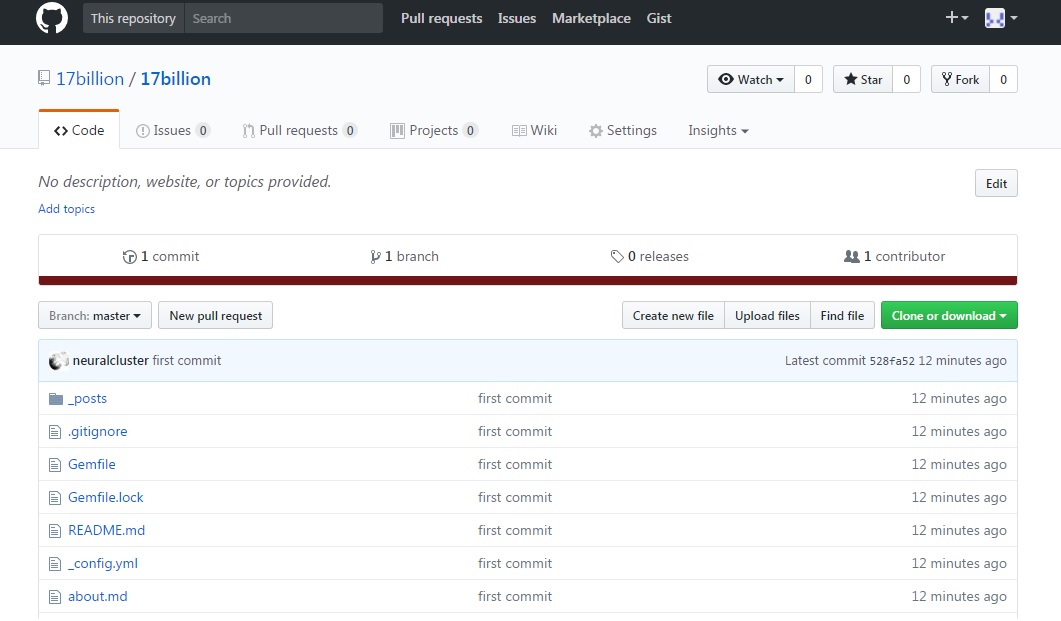 This repository Search Pull requests Issues Marketplace Gist
17billion / 17billion Watch 0 Star 0 Fork 0
Code Issues 0 Pull requests 0 Projects 0 Wiki Settings Insights
No description, website, or topics provided. Edit
Add topics
1 commit 1 branch 0 releases 1 contributor
Branch: master New pull request Create new file Upload files Find file Clone or download
neuralcluster first commit Latest commit 528fa52 12 minutes ago
_posts first commit 12 minutes ago
.gitignore first commit 12 minutes ago
Gemfile first commit 12 minutes ago
Gemfile.lock first commit 12 minutes ago
README.md first commit 12 minutes ago
_config.yml first commit 12 minutes ago
about.md first commit 12 minutes ago